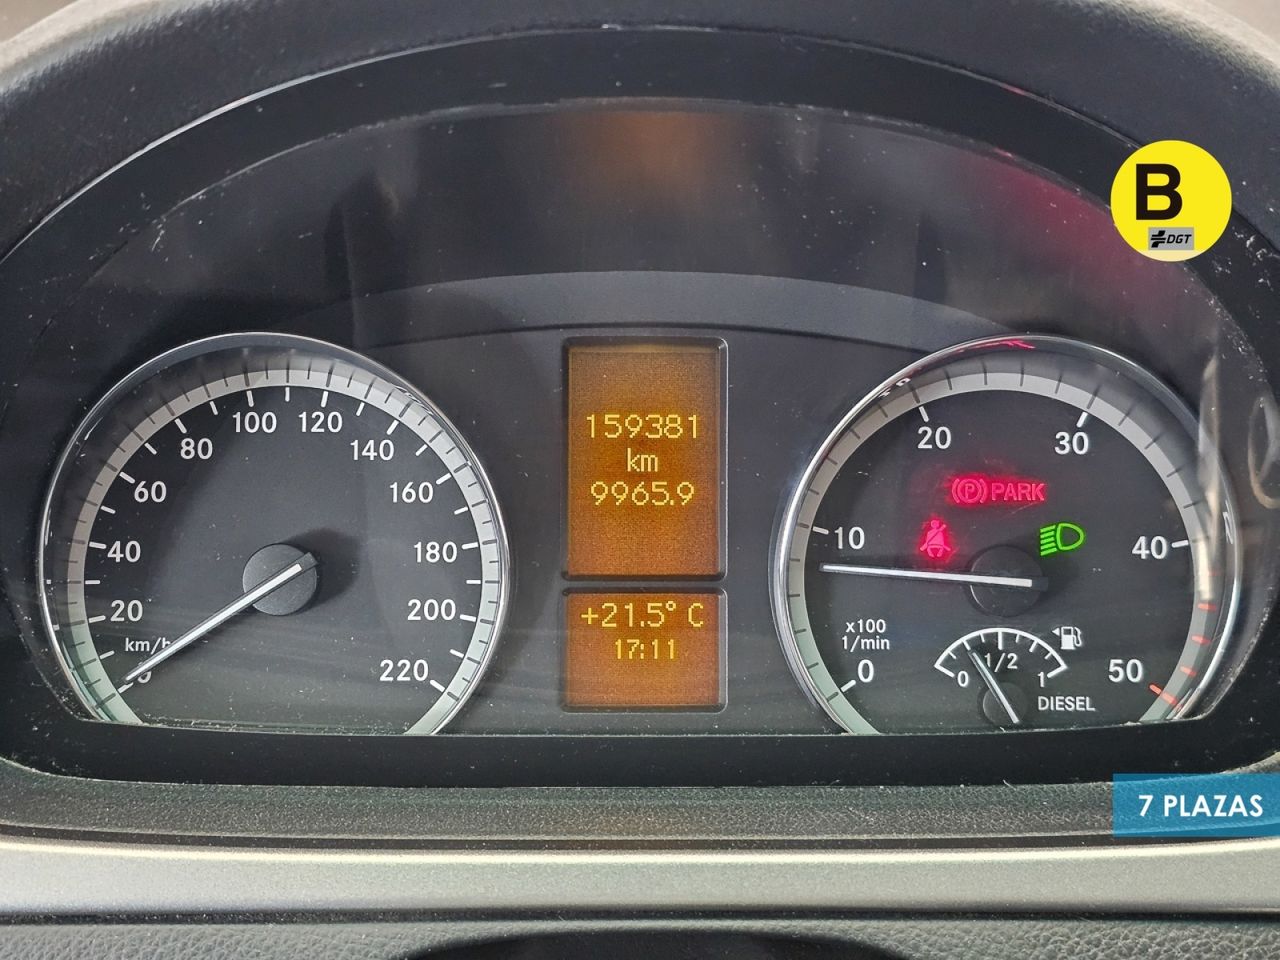 B
DGT
20
40
60
80
100
120
140
160
180
200
220
km/h
159381
km
9965.9
+21.5° C
17:11
0
10
20
30
40
50
(P) PARK
x100
1/min
0
1/2
1
DIESEL
7 PLAZAS